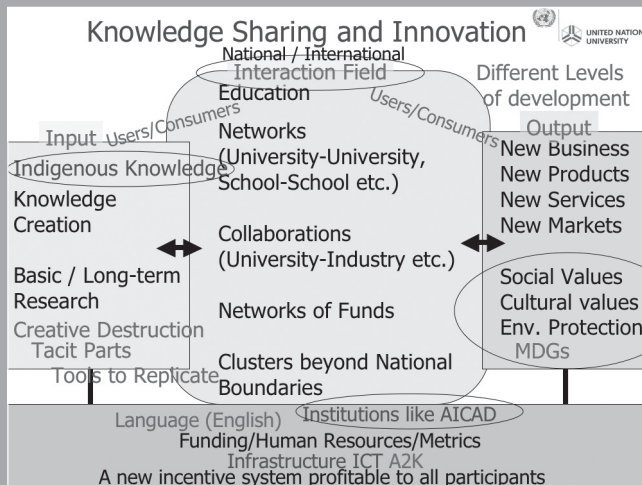 Knowledge Sharing and Innovation
UNITED NATION
UNIVERSITY
National / International
Interaction Field
Different Levels
of development
Users/Consumers
Users/Consumers
Input
Indigenous Knowledge
Knowledge
Creation
Basic / Long-term
Research
Creative Destruction
Tacit Parts
Tools to Replicate
Education
Networks
(University-University,
School-School etc.)
Collaborations
(University-Industry etc.)
Networks of Funds
Clusters beyond National
Boundaries
Output
New Business
New Products
New Services
New Markets
Social Values
Cultural values
Env. Protection
MDGs
Language (English)
Institutions like AICAD
Funding/Human Resources/Metrics
Infrastructure ICT A2K
A new incentive system profitable to all participants